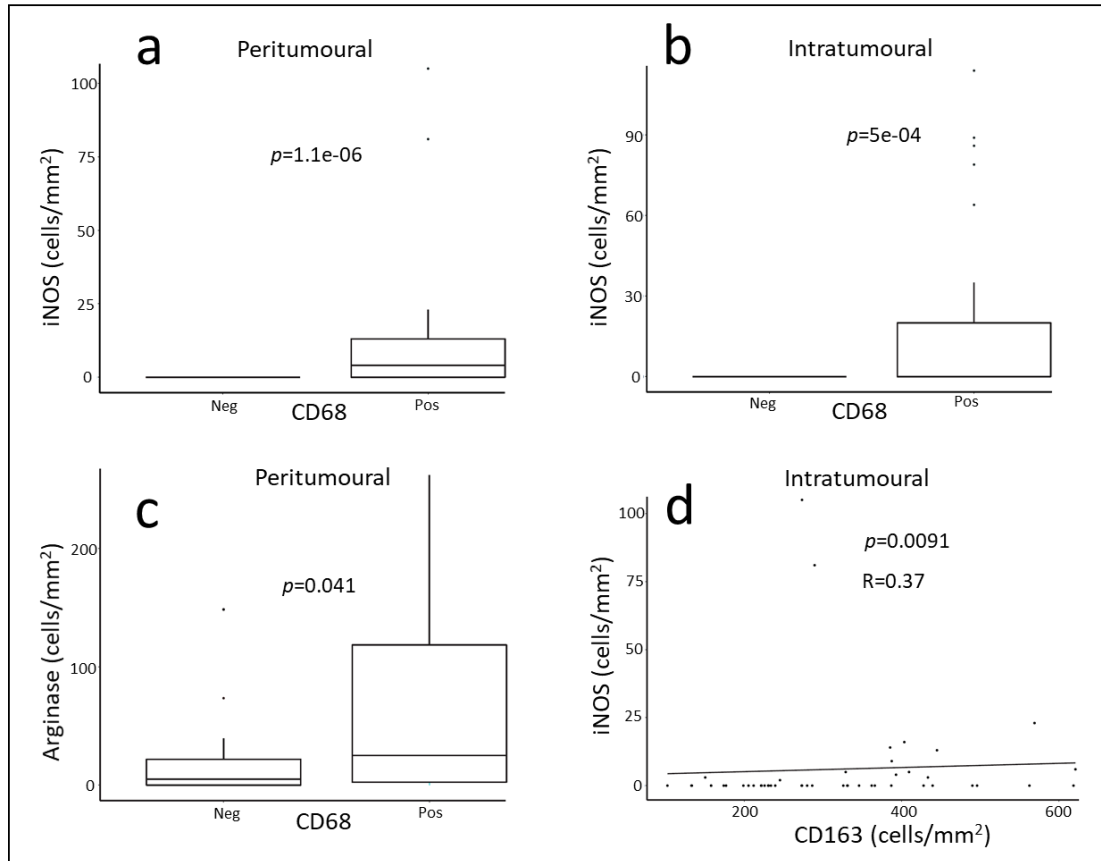 a
Peritumoural
iNOS (cells/mm²)
100
75
50
25
0
p=1.1e-06
Neg
Pos
CD68
b
Intratumoural
iNOS (cells/mm²)
90
60
30
0
p=5e-04
Neg
Pos
CD68
c
Peritumoural
Arginase (cells/mm²)
200
100
0
p=0.041
Neg
Pos
CD68
d
Intratumoural
iNOS (cells/mm²)
100
75
50
25
0
p=0.0091
R=0.37
200
400
600
CD163 (cells/mm²)